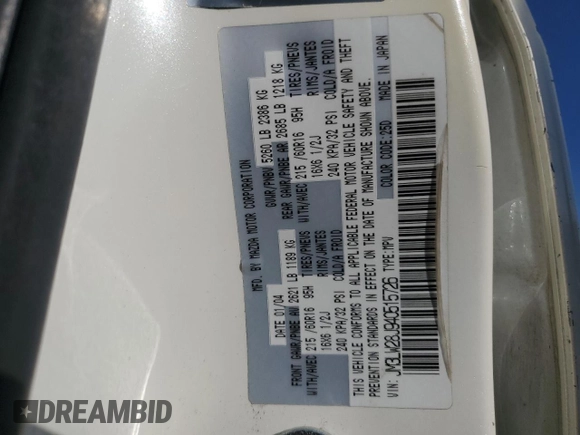 MFD. BY MAZDA MOTOR CORPORATION
DATE 01/04 GVWR/PNBV 5260 LB 2386 KG
FRONT GAWR/PNBE AV 2621 LB 1189 KG REAR GAWR/PNBE AR 2685 LB 1218 KG
WITH/AVEC 215 /60R16 95H TIRES/PNEUS WITH/AVEC 215 /60R16 95H TIRES/PNEUS
16X6 1/2J RIMS/JANTES 16X6 1/2J RIMS/JANTES
240 KPA/32 PSI COLD/A FROID 240 KPA/32 PSI COLD/A FROID
THIS VEHICLE CONFORMS TO ALL APPLICABLE FEDERAL MOTOR VEHICLE SAFETY AND THEFT
PREVENTION STANDARDS IN EFFECT ON THE DATE OF MANUFACTURE SHOWN ABOVE.
VIN: JM3LW28J940515726 TYPE:MPV COLOR CODE:25D MADE IN JAPAN
DREAMBID